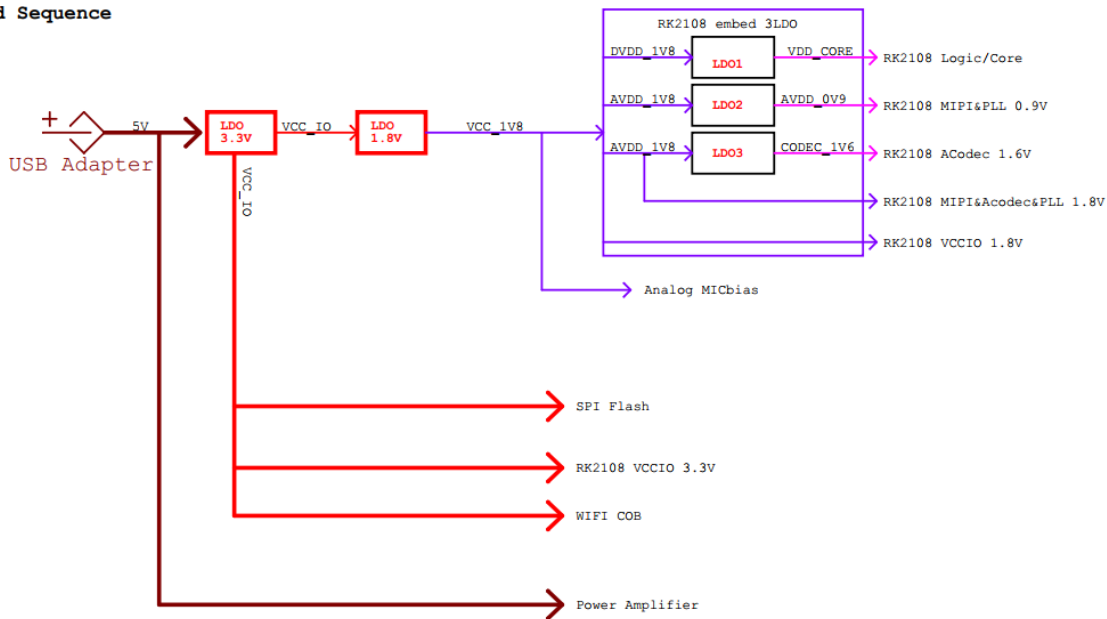 d Sequence
RK2108 embed 3LDO
DVDD_1V8
LDO1
VDD_CORE
RK2108 Logic/Core
AVDD_1V8
LDO2
AVDD_0V9
RK2108 MIPI&PLL 0.9V
AVDD_1V8
LDO3
CODEC_1V6
RK2108 ACodec 1.6V
RK2108 MIPI&Acodec&PLL 1.8V
RK2108 VCCIO 1.8V
+
USB Adapter
5V
LDO
3.3V
VCC_IO
LDO
1.8V
VCC_1V8
VCC_IO
Analog MICbias
SPI Flash
RK2108 VCCIO 3.3V
WIFI COB
Power Amplifier